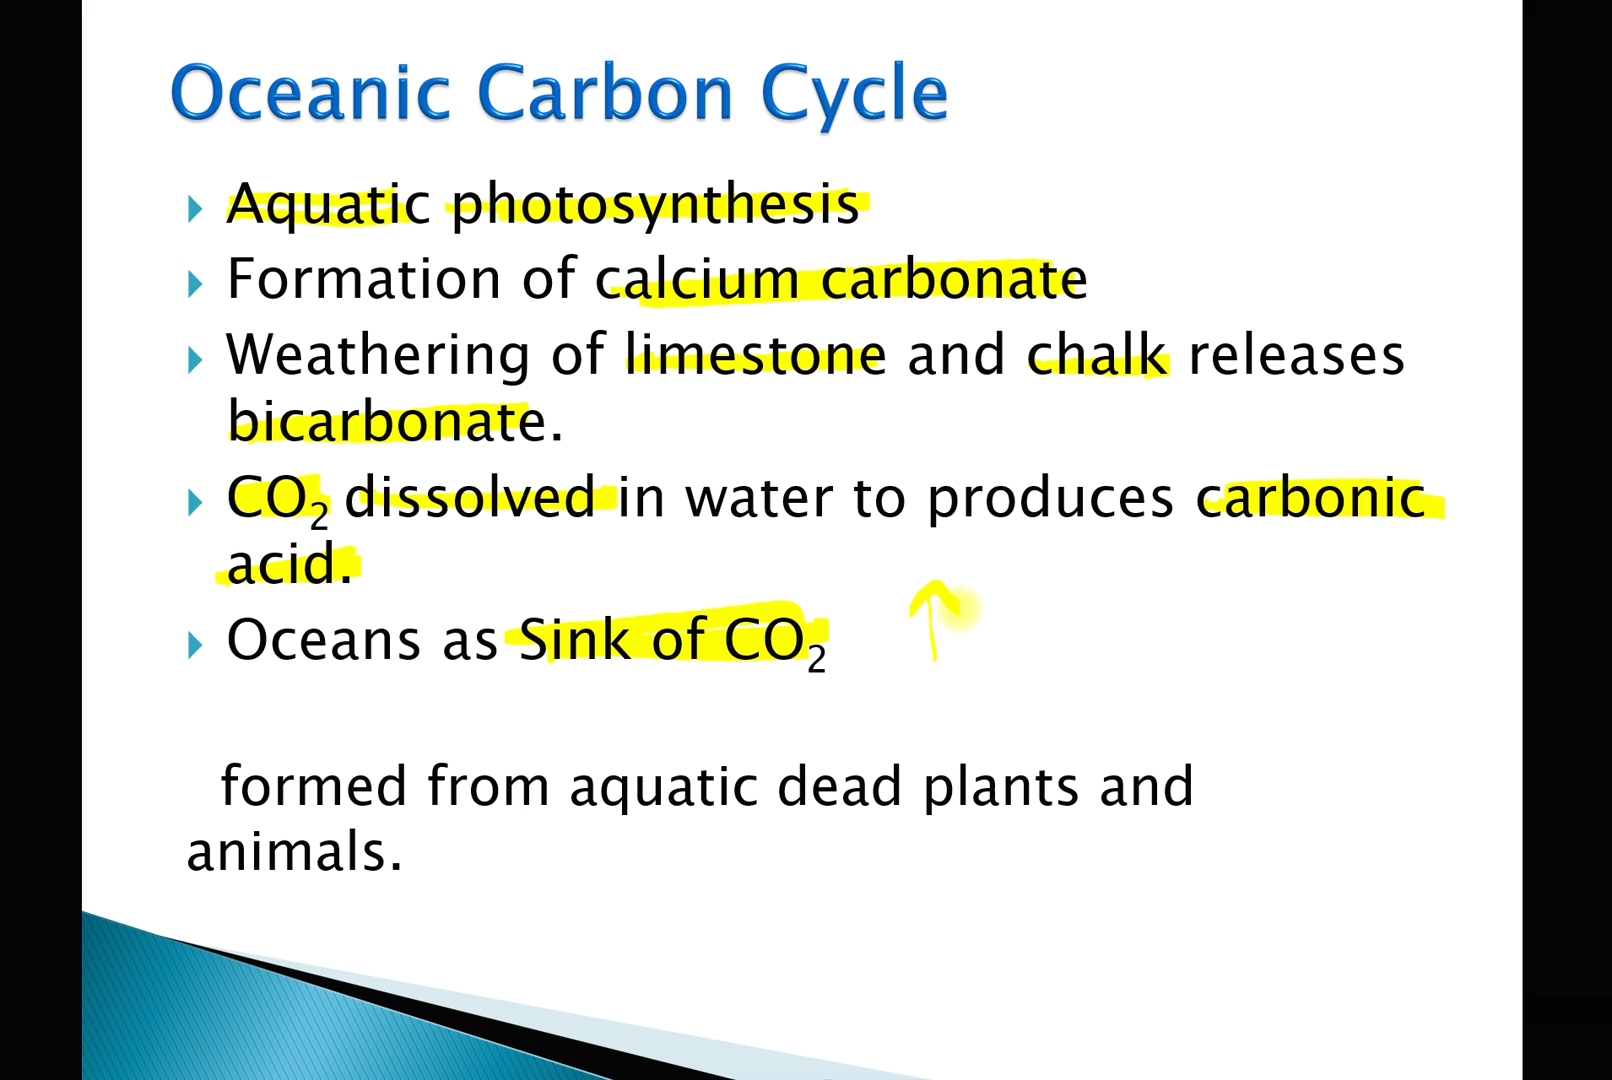 Oceanic Carbon Cycle
Aquatic photosynthesis
Formation of calcium carbonate
Weathering of limestone and chalk releases
bicarbonate.
CO₂ dissolved in water to produces carbonic
acid.
Oceans as Sink of CO₂
formed from aquatic dead plants and
animals.